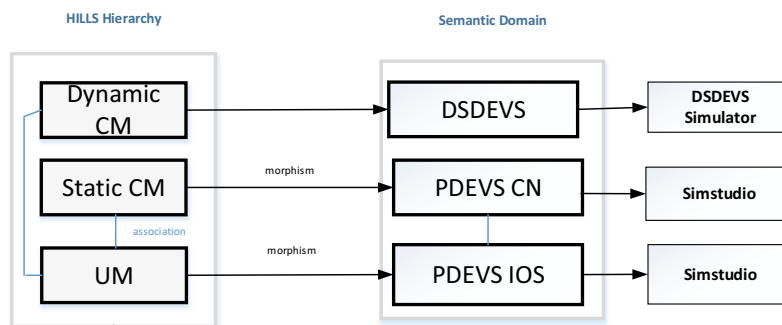 HILLS Hierarchy
Semantic Domain
Dynamic
CM
DSDEVS
DSDEVS
Simulator
Static CM
morphism
PDEVS CN
Simstudio
association
UM
morphism
PDEVS IOS
Simstudio